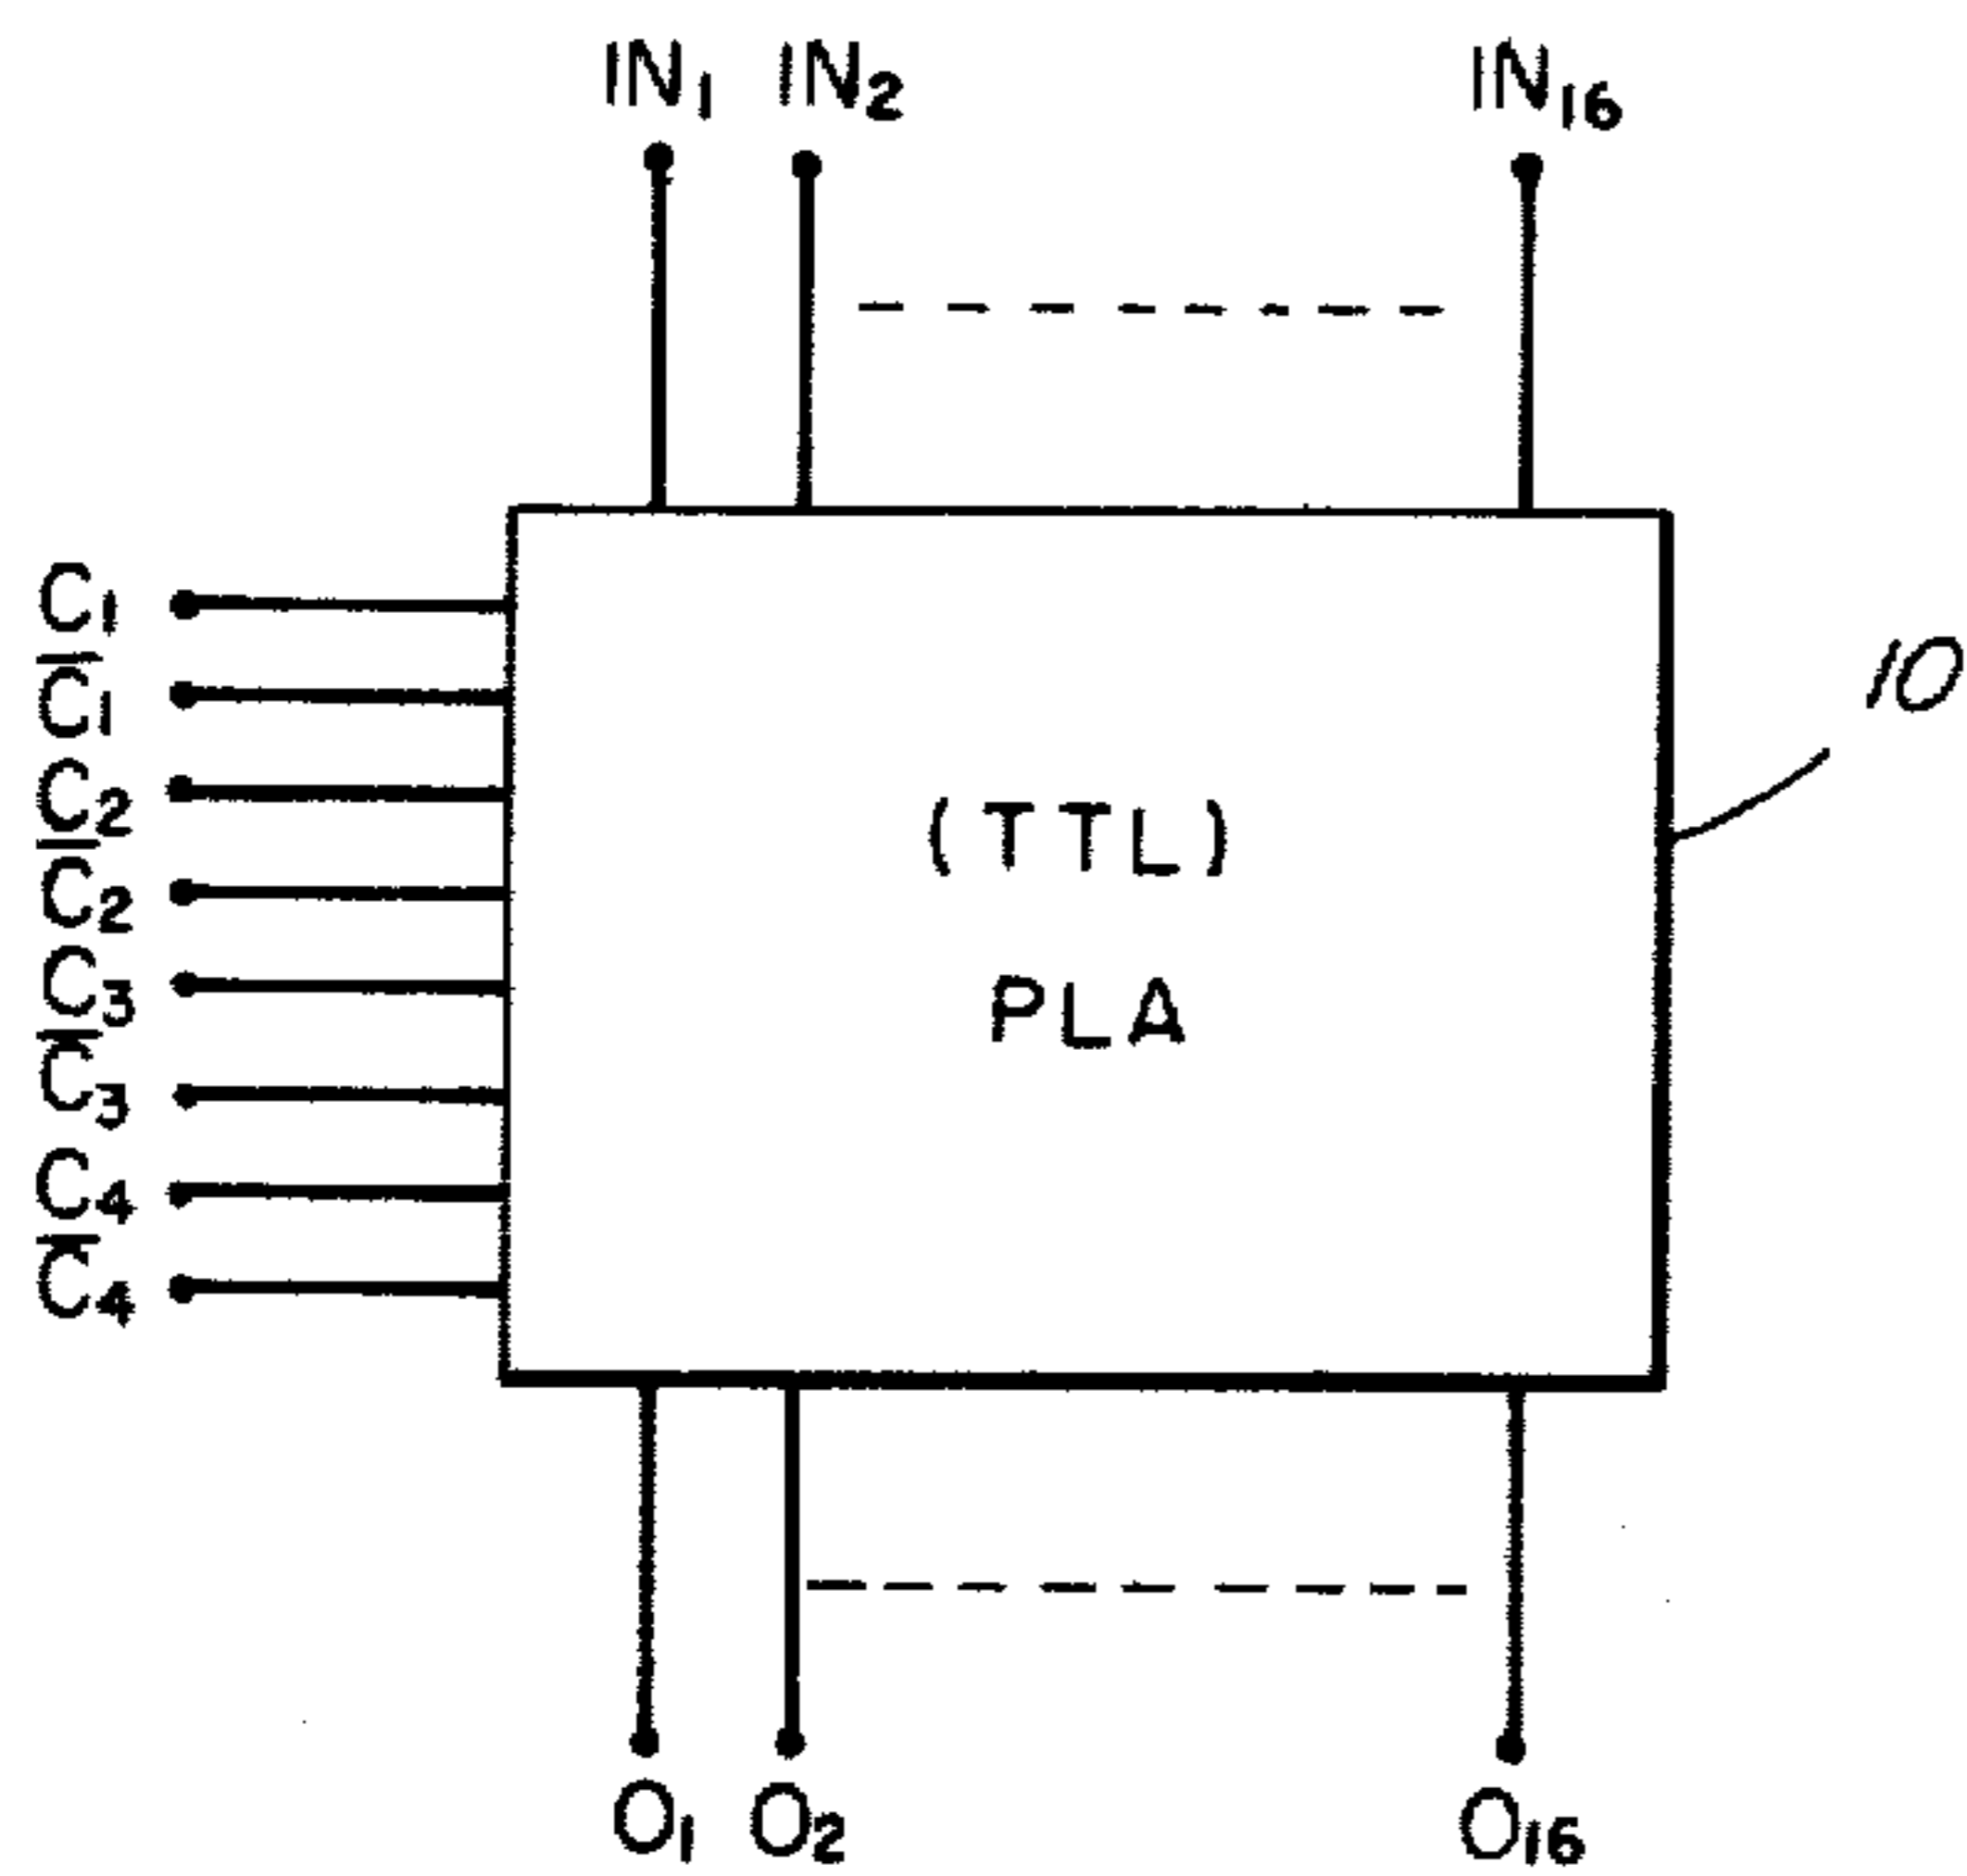 IN₁ IN₂ IN₁₆
C₁
C̅₁
C₂
C̅₂
C₃
C̅₃
C₄
C̅₄
10
(TTL)
PLA
O₁ O₂ O₁₆